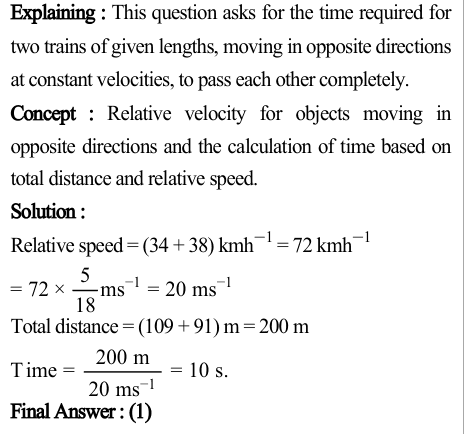 Explaining : This question asks for the time required for
two trains of given lengths, moving in opposite directions
at constant velocities, to pass each other completely.
Concept : Relative velocity for objects moving in
opposite directions and the calculation of time based on
total distance and relative speed.
Solution :
Relative speed = (34 + 38) kmh⁻¹ = 72 kmh⁻¹
= 72 × 5/18 ms⁻¹ = 20 ms⁻¹
Total distance = (109 + 91) m = 200 m
Time = 200 m / 20 ms⁻¹ = 10 s.
Final Answer : (1)